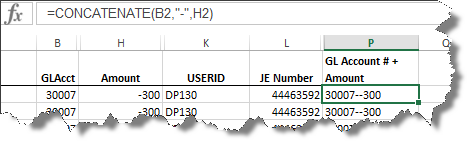 fx =CONCATENATE(B2,"-",H2)
B H K L P
GL Account # +
GLAcct Amount USERID JE Number Amount
30007 -300 DP130 44463592 30007--300
30007 -300 DP130 44463592 30007--300